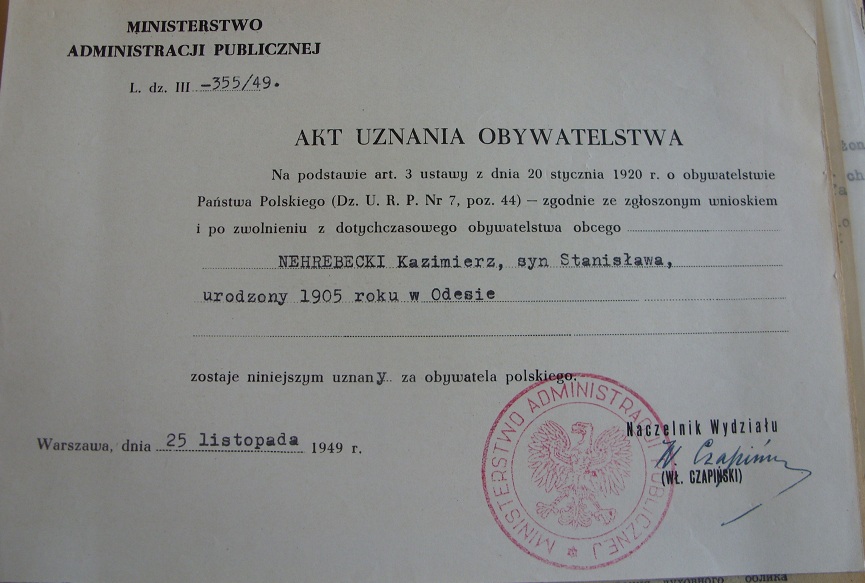 MINISTERSTWO
ADMINISTRACJI PUBLICZNEJ
L. dz. III -355/49.
AKT UZNANIA OBYWATELSTWA
Na podstawie art. 3 ustawy z dnia 20 stycznia 1920 r. o obywatelstwie
Państwa Polskiego (Dz. U. R. P. Nr 7, poz. 44) — zgodnie ze zgłoszonym wnioskiem
i po zwolnieniu z dotychczasowego obywatelstwa obcego
NEHREBECKI Kazimierz, syn Stanisława,
urodzony 1905 roku w Odesie
zostaje niniejszym uznany za obywatela polskiego.
MINISTERSTWO ADMINISTRACJI PUBLICZNEJ
Naczelnik Wydziału
W. Czapiński
(WŁ. CZAPIŃSKI)
Warszawa, dnia 25 listopada 1949 r.
духовного облика